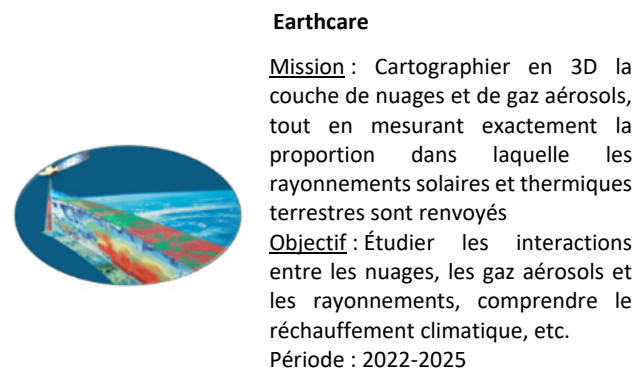 Earthcare
Mission : Cartographier en 3D la
couche de nuages et de gaz aérosols,
tout en mesurant exactement la
proportion dans laquelle les
rayonnements solaires et thermiques
terrestres sont renvoyés
Objectif : Étudier les interactions
entre les nuages, les gaz aérosols et
les rayonnements, comprendre le
réchauffement climatique, etc.
Période : 2022-2025